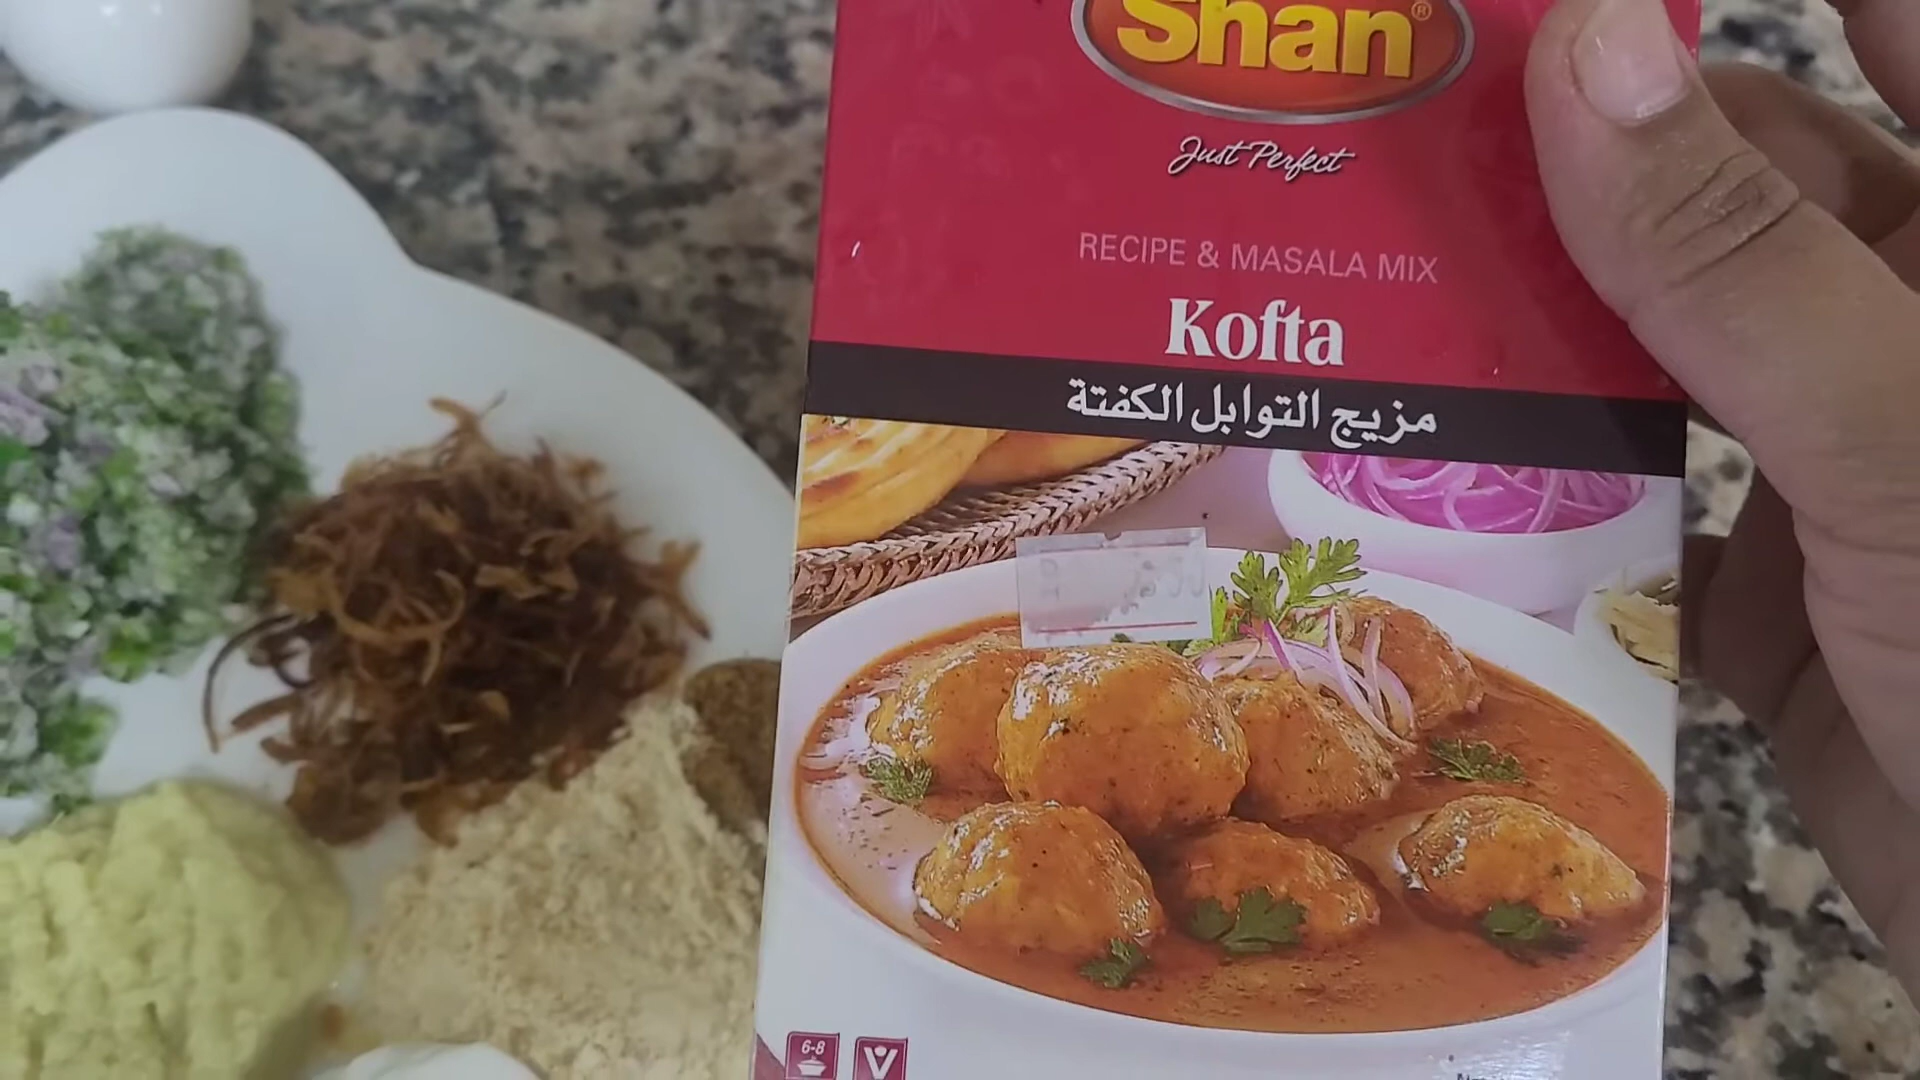 Shan®
Just Perfect
RECIPE & MASALA MIX
Kofta
مزيج التوابل الكفتة
6-8
V